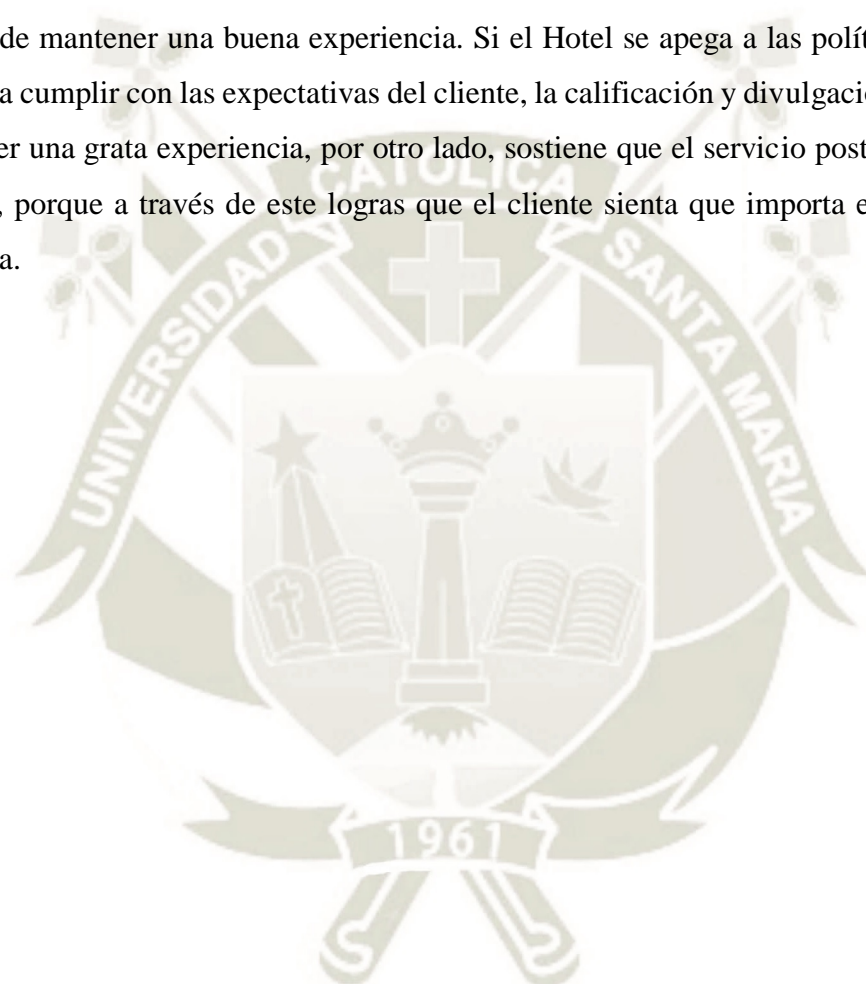 de mantener una buena experiencia. Si el Hotel se apega a las polít
a cumplir con las expectativas del cliente, la calificación y divulgació
er una grata experiencia, por otro lado, sostiene que el servicio post
, porque a través de este logras que el cliente sienta que importa e
a.
UNIVERSIDAD CATOLICA SANTA MARIA
1961